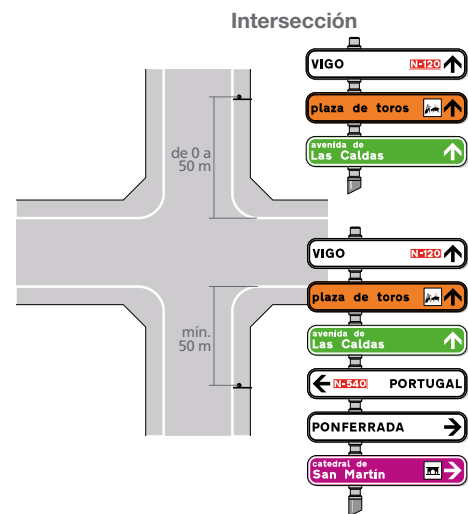 Intersección
VIGO N-120
plaza de toros
avenida de
Las Caldas
de 0 a
50 m
VIGO N-120
plaza de toros
avenida de
Las Caldas
mín.
50 m
N-540 PORTUGAL
PONFERRADA
catedral de
San Martín